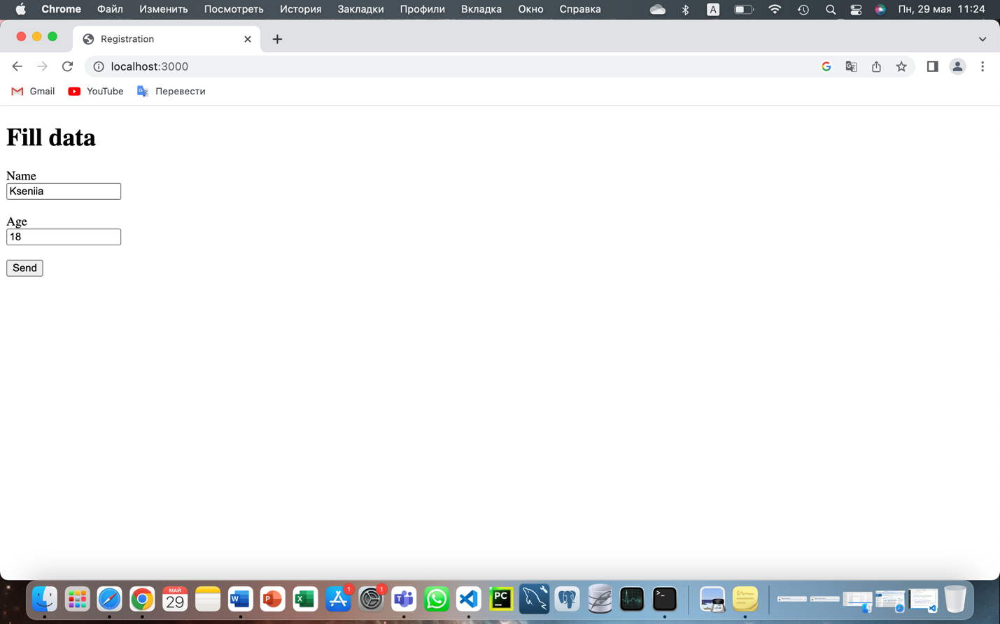 Chrome Файл Изменить Посмотреть История Закладки Профили Вкладка Окно Справка A Пн, 29 мая 11:24
Registration
localhost:3000
Gmail YouTube Перевести
Fill data
Name
Kseniia
Age
18
Send
МАЙ
29
W
P
X
1
1
T
PC
>_